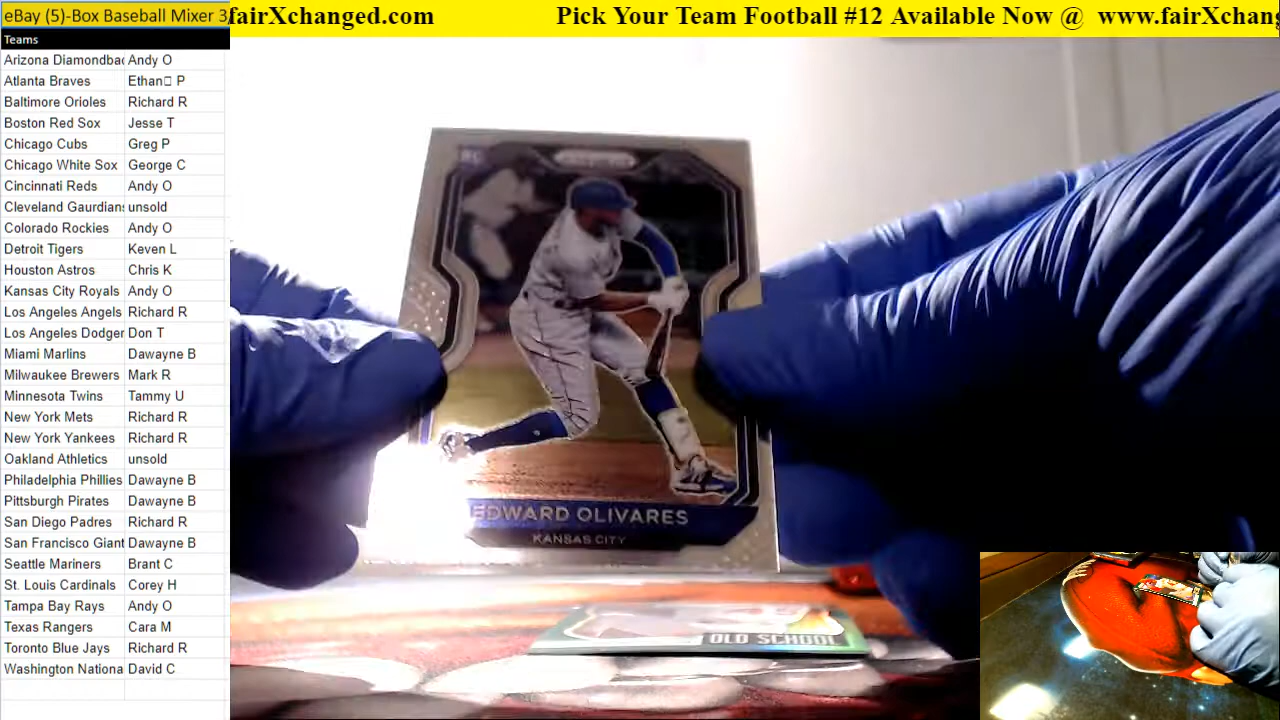 eBay (5)-Box Baseball Mixer 3/
fairXchanged.com Pick Your Team Football #12 Available Now @ www.fairXchang
Teams
Arizona Diamondbac Andy O
Atlanta Braves Ethan□ P
Baltimore Orioles Richard R
Boston Red Sox Jesse T
Chicago Cubs Greg P
Chicago White Sox George C
Cincinnati Reds Andy O
Cleveland Gaurdians unsold
Colorado Rockies Andy O
Detroit Tigers Keven L
Houston Astros Chris K
Kansas City Royals Andy O
Los Angeles Angels Richard R
Los Angeles Dodger Don T
Miami Marlins Dawayne B
Milwaukee Brewers Mark R
Minnesota Twins Tammy U
New York Mets Richard R
New York Yankees Richard R
Oakland Athletics unsold
Philadelphia Phillies Dawayne B
Pittsburgh Pirates Dawayne B
San Diego Padres Richard R
San Francisco Giant Dawayne B
Seattle Mariners Brant C
St. Louis Cardinals Corey H
Tampa Bay Rays Andy O
Texas Rangers Cara M
Toronto Blue Jays Richard R
Washington Nationa David C
EDWARD OLIVARES
KANSAS CITY
OLD SCHOOL